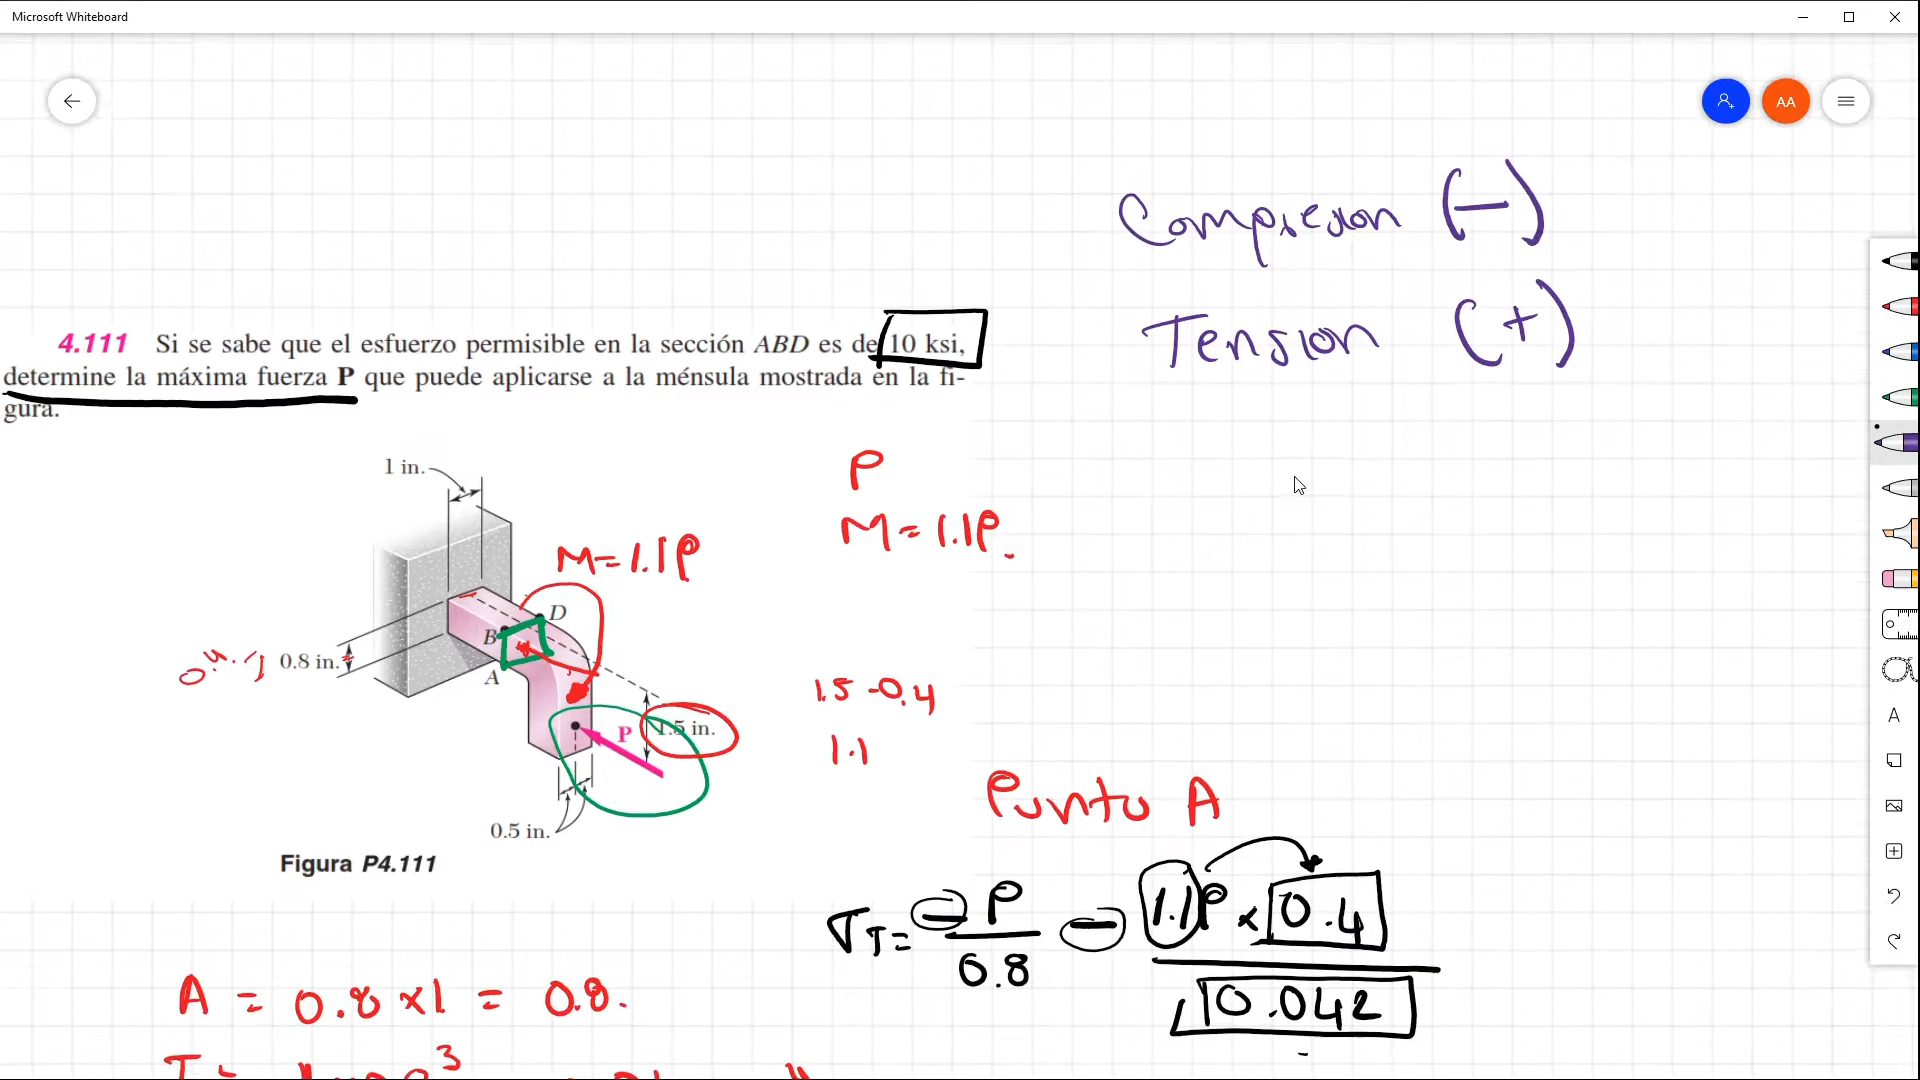 Microsoft Whiteboard
AA
Compresion (-)
Tension (+)
4.111 Si se sabe que el esfuerzo permisible en la sección ABD es de 10 ksi,
determine la máxima fuerza P que puede aplicarse a la ménsula mostrada en la fi-
gura.
1 in.
P
M = 1.1P
M = 1.1P
D
B
0.4
0.8 in.
A
1.5 - 0.4
1.5 in.
P
1.1
0.5 in.
Punto A
Figura P4.111
σT = - P/0.8 - 1.1P x 0.4 / 0.042
A = 0.8 x 1 = 0.8.
A